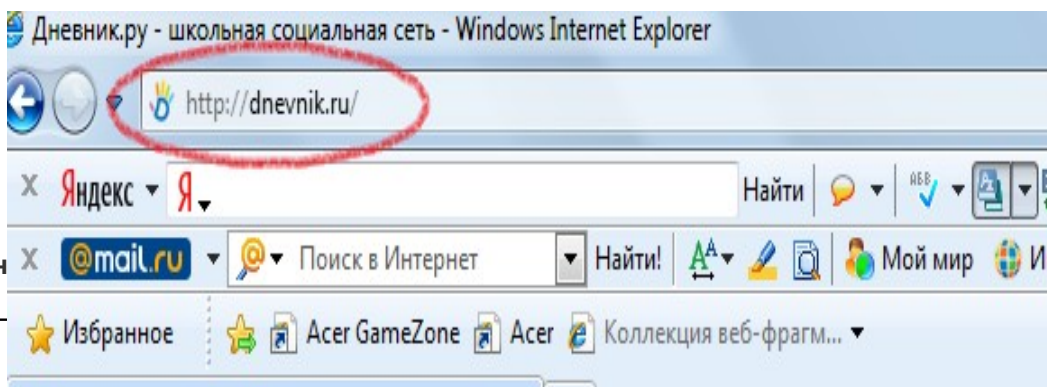 Дневник.ру - школьная социальная сеть - Windows Internet Explorer
http://dnevnik.ru/
x Яндекс Я Найти АБВ
x @mail.ru Поиск в Интернет Найти! Мой мир
Избранное Acer GameZone Acer Коллекция веб-фрагм...